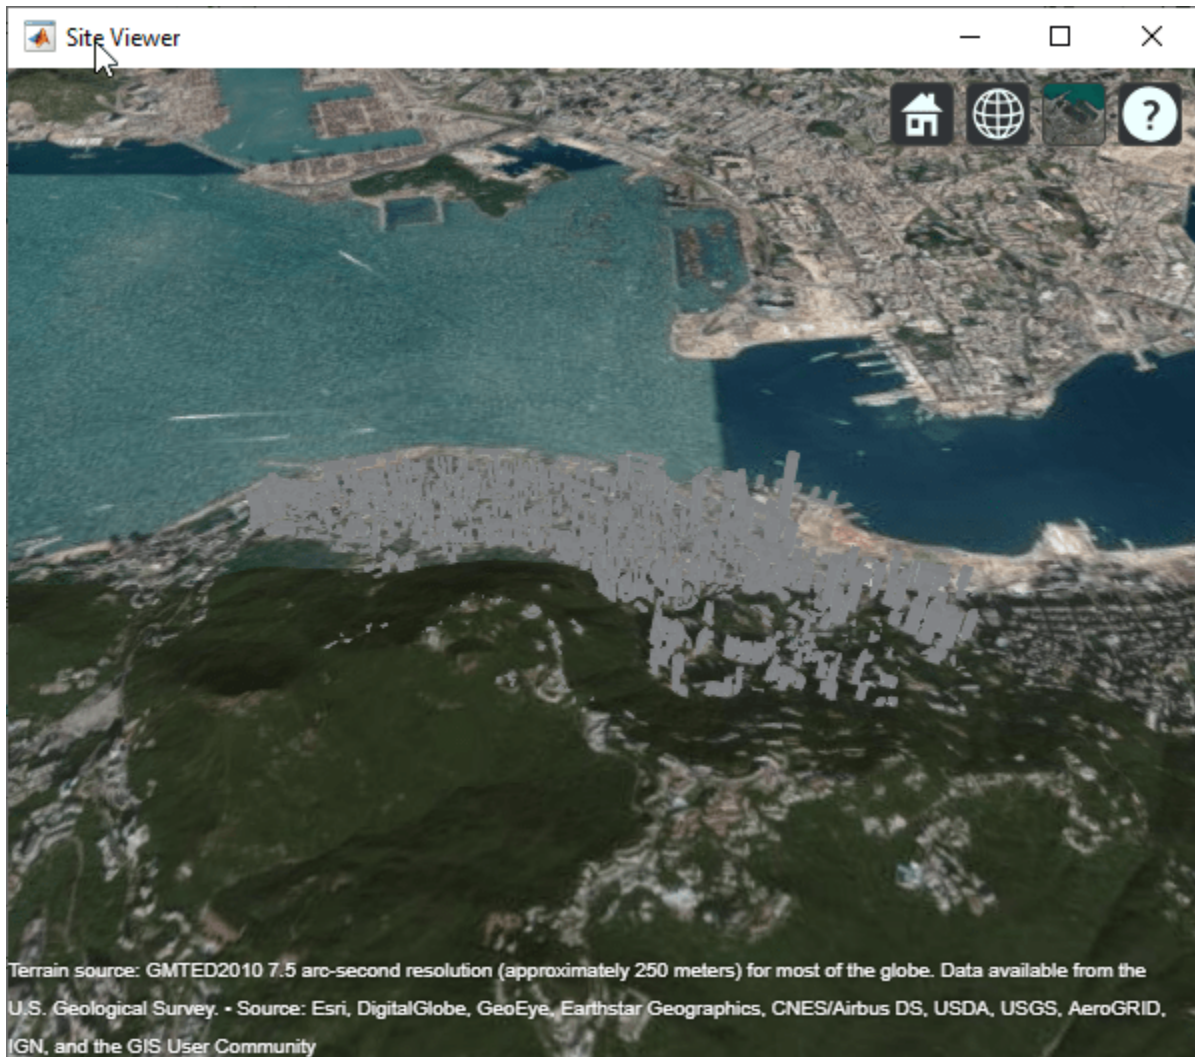 Site Viewer
?
Terrain source: GMTED2010 7.5 arc-second resolution (approximately 250 meters) for most of the globe. Data available from the
U.S. Geological Survey. • Source: Esri, DigitalGlobe, GeoEye, Earthstar Geographics, CNES/Airbus DS, USDA, USGS, AeroGRID,
IGN, and the GIS User Community